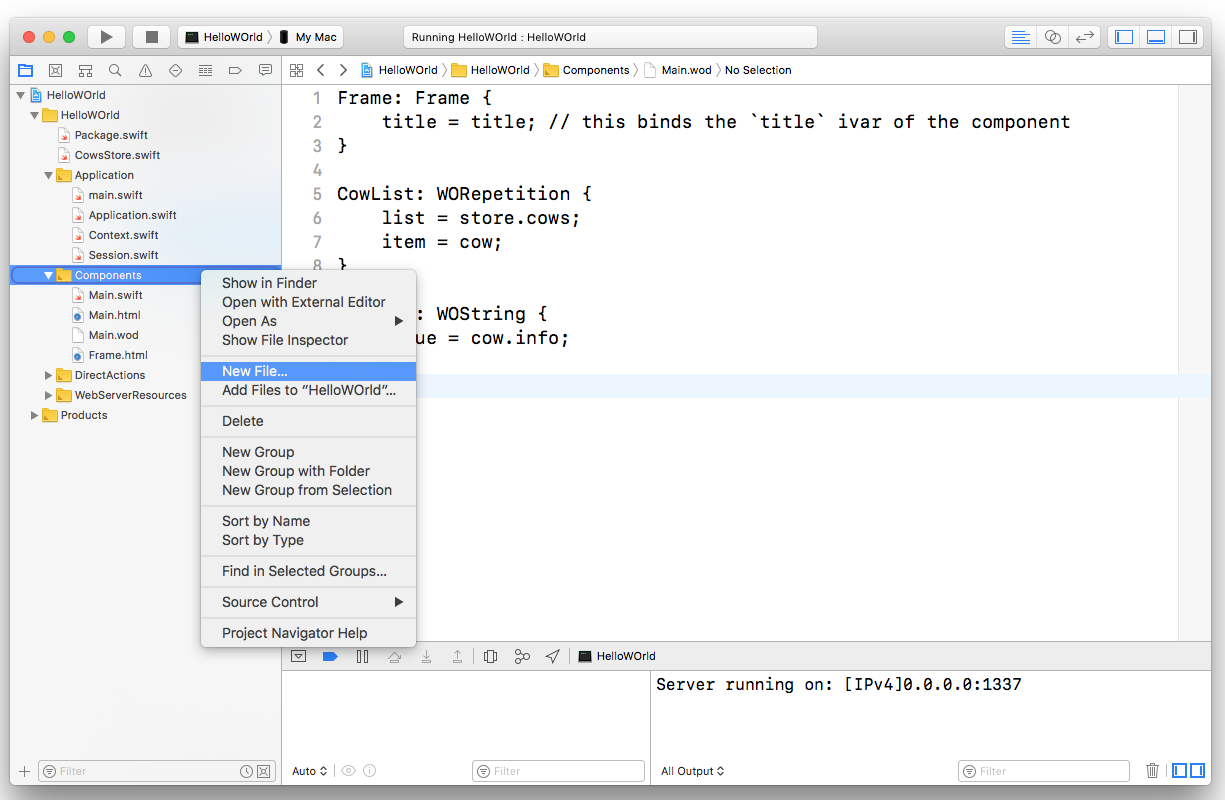 HelloWOrld 〉 My Mac
Running HelloWOrld : HelloWOrld
HelloWOrld 〉 HelloWOrld 〉 Components 〉 Main.wod 〉 No Selection
HelloWOrld
HelloWOrld
Package.swift
CowsStore.swift
Application
main.swift
Application.swift
Context.swift
Session.swift
Components
Main.swift
Main.html
Main.wod
Frame.html
DirectActions
WebServerResources
Products
1 Frame: Frame {
2     title = title; // this binds the `title` ivar of the component
3 }
4
5 CowList: WORepetition {
6     list = store.cows;
7     item = cow;
8 }
: WOString {
ue = cow.info;
Show in Finder
Open with External Editor
Open As
Show File Inspector
New File...
Add Files to “HelloWOrld”...
Delete
New Group
New Group with Folder
New Group from Selection
Sort by Name
Sort by Type
Find in Selected Groups...
Source Control
Project Navigator Help
HelloWOrld
Server running on: [IPv4]0.0.0.0:1337
Filter
Auto
Filter
All Output
Filter